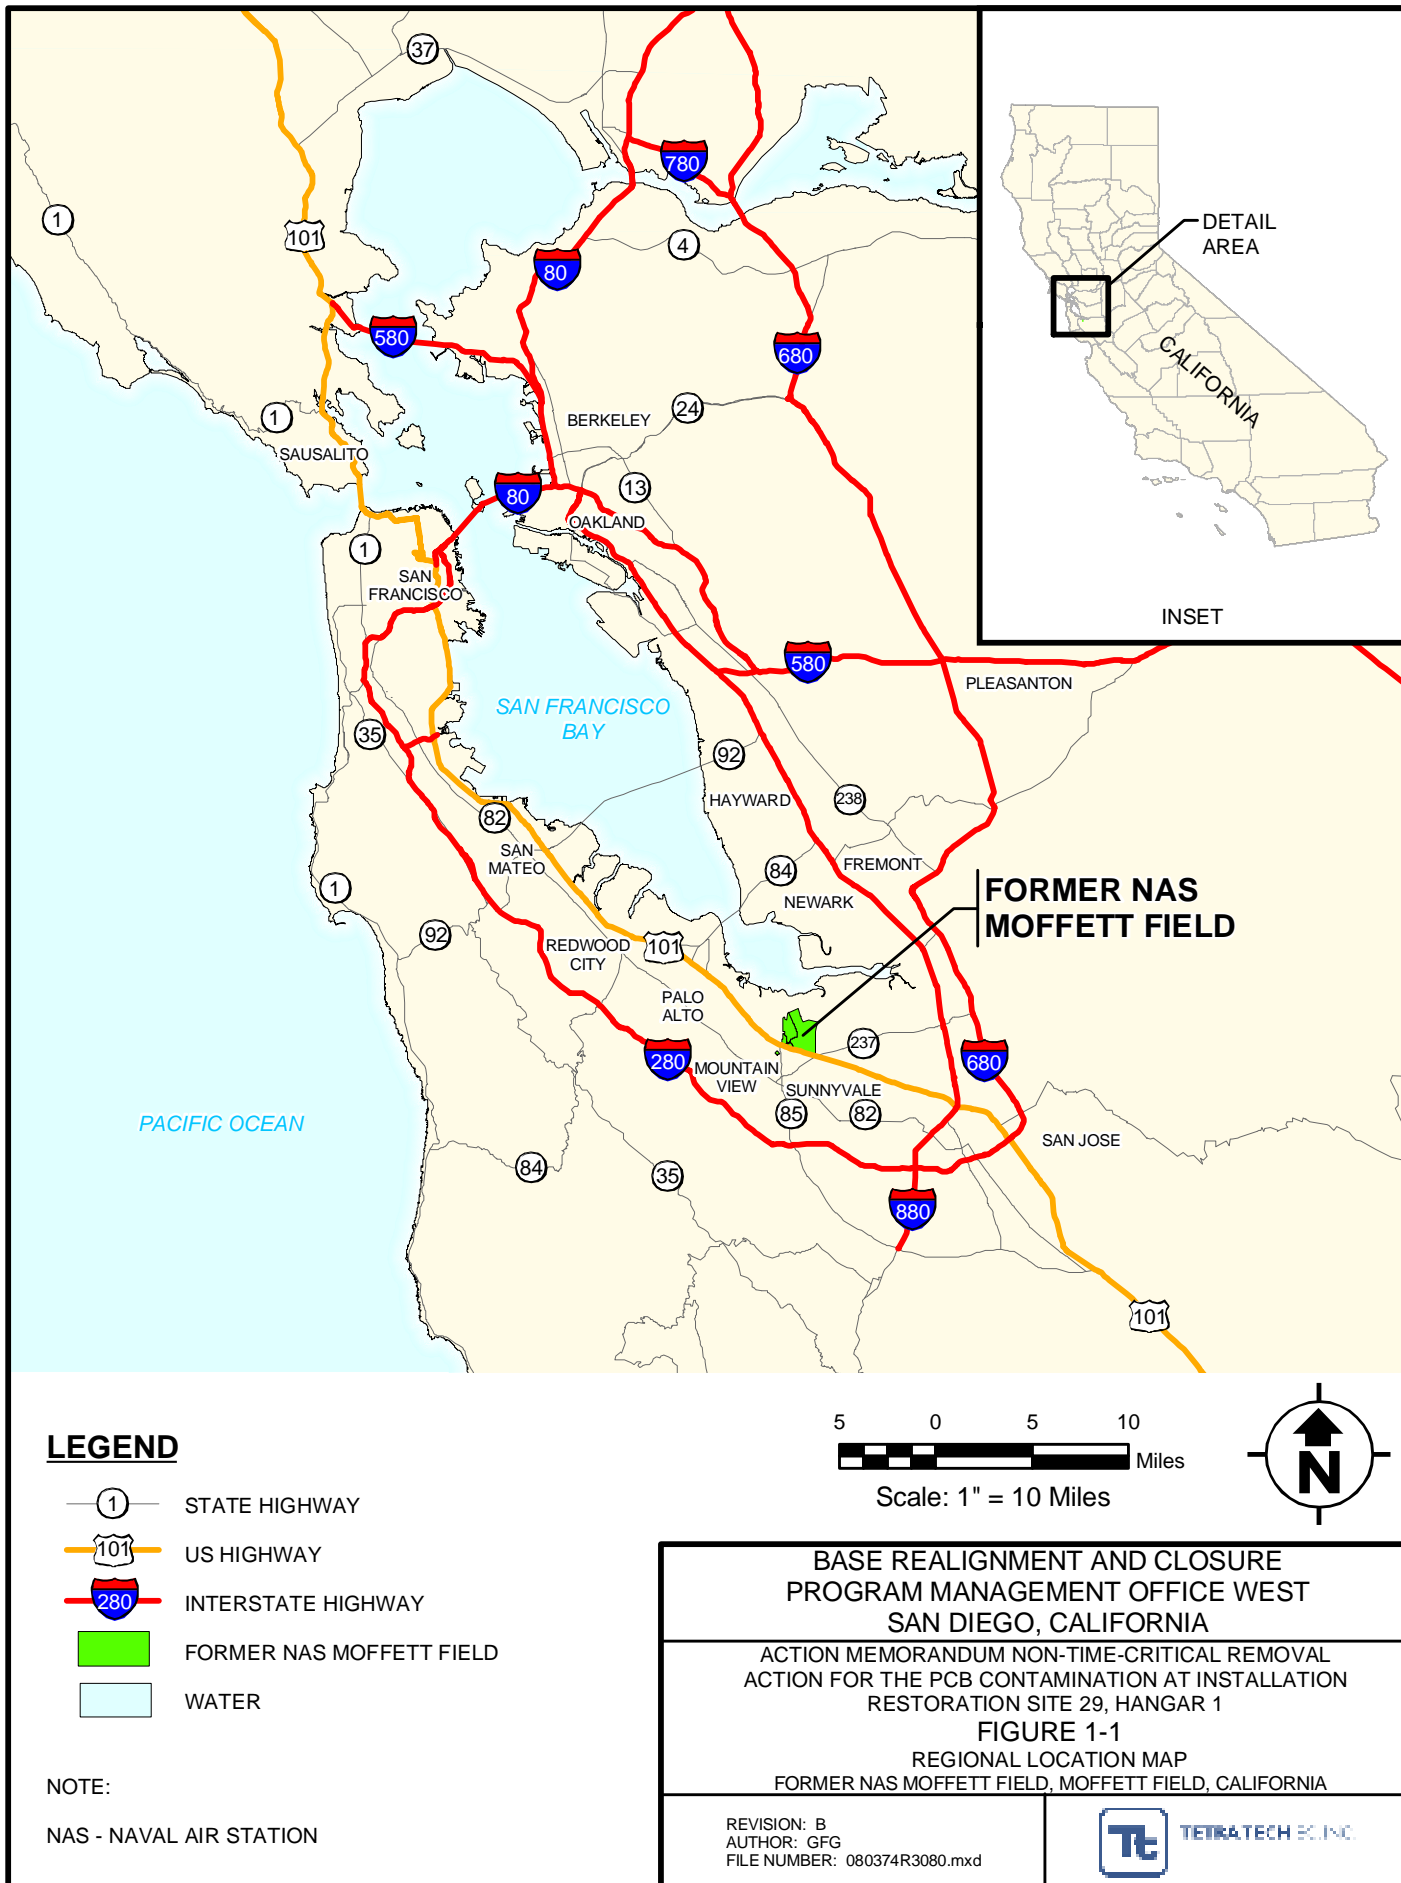 37
780
1
101
4
80
580
680
24
BERKELEY
1
SAUSALITO
80
13
OAKLAND
1
SAN
FRANCISCO
580
PLEASANTON
SAN FRANCISCO
BAY
35
92
HAYWARD
238
82
SAN
MATEO
84
FREMONT
NEWARK
1
92
REDWOOD
CITY
101
FORMER NAS
MOFFETT FIELD
PALO
ALTO
237
280
680
MOUNTAIN
VIEW
SUNNYVALE
85
82
PACIFIC OCEAN
SAN JOSE
84
35
880
101
DETAIL
AREA
CALIFORNIA
INSET
LEGEND
1 STATE HIGHWAY
101 US HIGHWAY
280 INTERSTATE HIGHWAY
FORMER NAS MOFFETT FIELD
WATER
NOTE:
NAS - NAVAL AIR STATION
5 0 5 10
Miles
Scale: 1" = 10 Miles
N
BASE REALIGNMENT AND CLOSURE
PROGRAM MANAGEMENT OFFICE WEST
SAN DIEGO, CALIFORNIA
ACTION MEMORANDUM NON-TIME-CRITICAL REMOVAL
ACTION FOR THE PCB CONTAMINATION AT INSTALLATION
RESTORATION SITE 29, HANGAR 1
FIGURE 1-1
REGIONAL LOCATION MAP
FORMER NAS MOFFETT FIELD, MOFFETT FIELD, CALIFORNIA
REVISION: B
AUTHOR: GFG
FILE NUMBER: 080374R3080.mxd
Tt
TETRA TECH EC, INC.